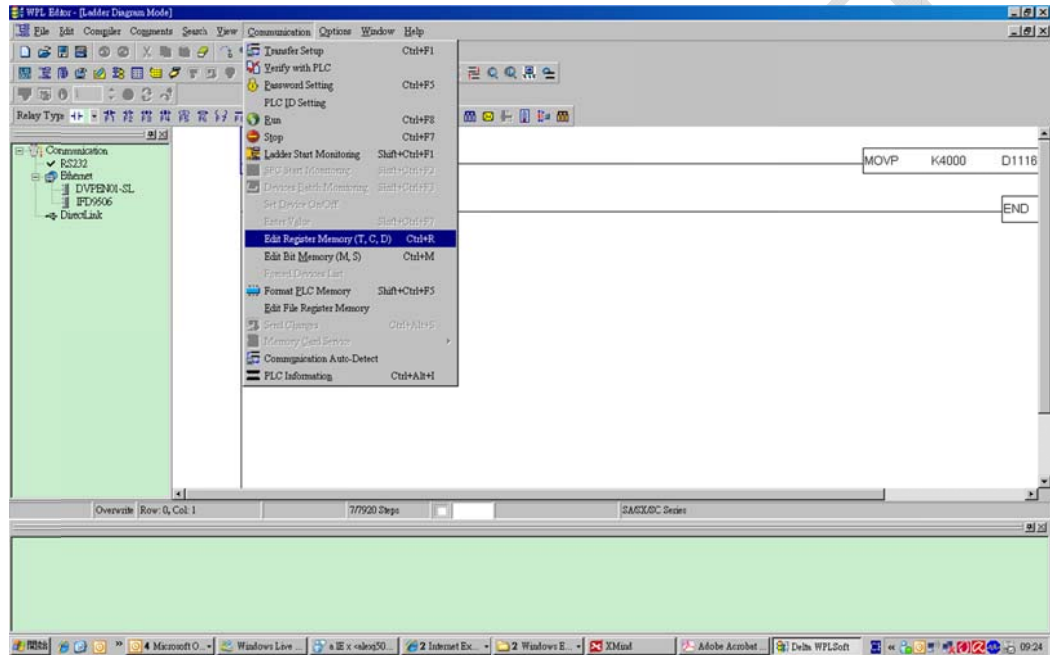 WPL Editor - [Ladder Diagram Mode]
File Edit Compiler Comments Search View Communication Options Window Help
Transfer Setup Ctrl+F1
Verify with PLC
Password Setting Ctrl+F5
PLC ID Setting
Run Ctrl+F8
Stop Ctrl+F7
Ladder Start Monitoring Shift+Ctrl+F1
SFC Start Monitoring Shift+Ctrl+F2
Devices Batch Monitoring Shift+Ctrl+F3
Set Device On/Off
Enter Value Shift+Ctrl+F7
Edit Register Memory (T, C, D) Ctrl+R
Edit Bit Memory (M, S) Ctrl+M
Forced Devices List
Format PLC Memory Shift+Ctrl+F5
Edit File Register Memory
Send Changes Ctrl+Alt+S
Memory Card Service
Communication Auto-Detect
PLC Information Ctrl+Alt+I
Relay Type
Communication
RS232
Ethernet
DVPEN01-SL
IFD9506
DirectLink
MOVP K4000 D1116
END
Overwrite Row: 0, Col: 1 7/7920 Steps SA/SX/SC Series
4 Microsoft O... Windows Live ... 2 Internet Ex... 2 Windows E... XMind Adobe Acrobat ... Delta WPLSoft 09:24